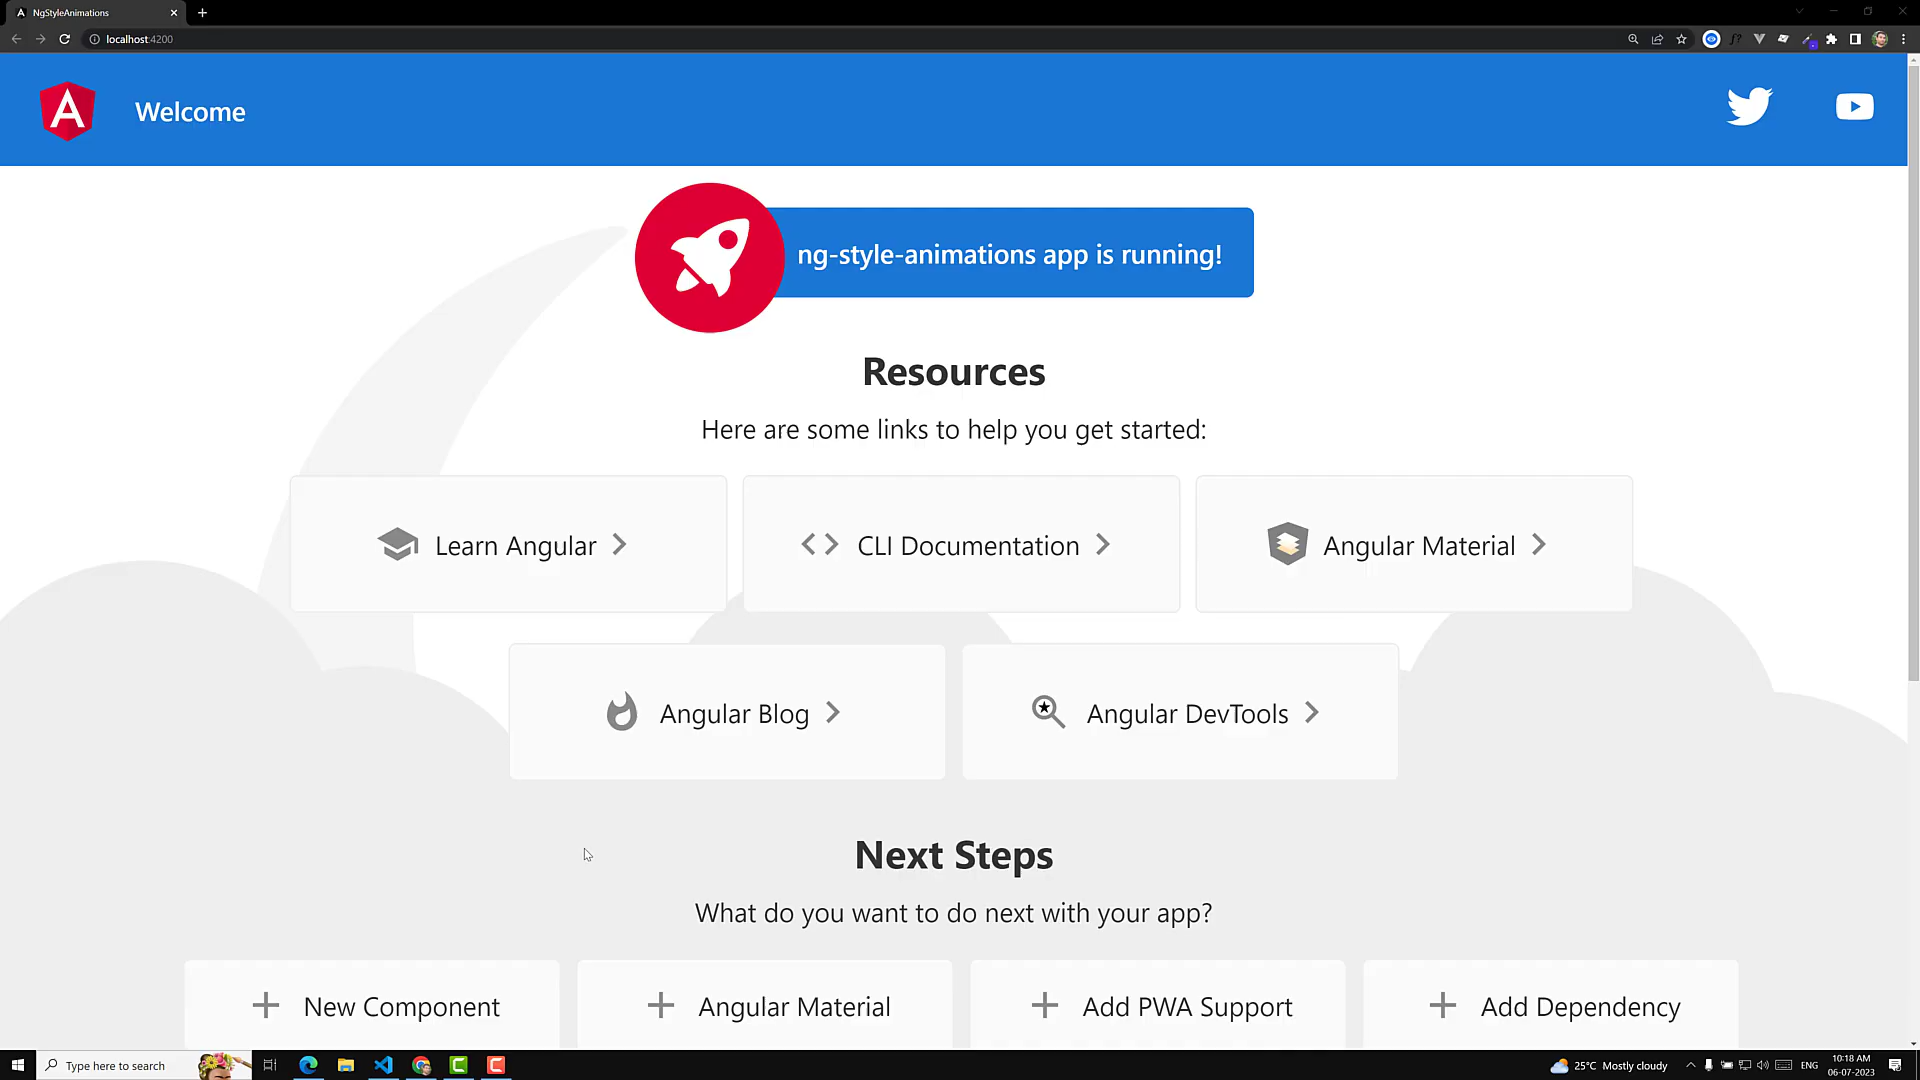 NgStyleAnimations
localhost:4200
Welcome
ng-style-animations app is running!
Resources
Here are some links to help you get started:
Learn Angular
CLI Documentation
Angular Material
Angular Blog
Angular DevTools
Next Steps
What do you want to do next with your app?
New Component
Angular Material
Add PWA Support
Add Dependency
Type here to search
25°C Mostly cloudy
ENG
10:18 AM
06-07-2023